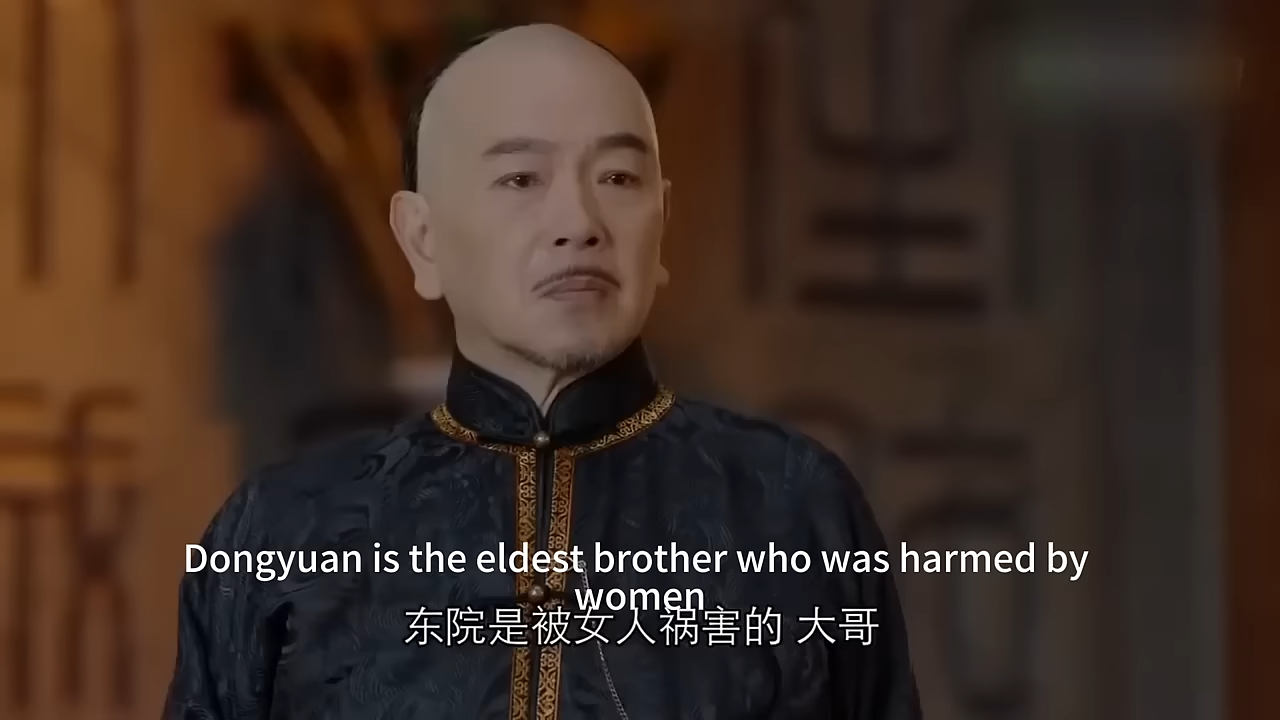 Dongyuan is the eldest brother who was harmed by
women
东院是被女人祸害的 大哥